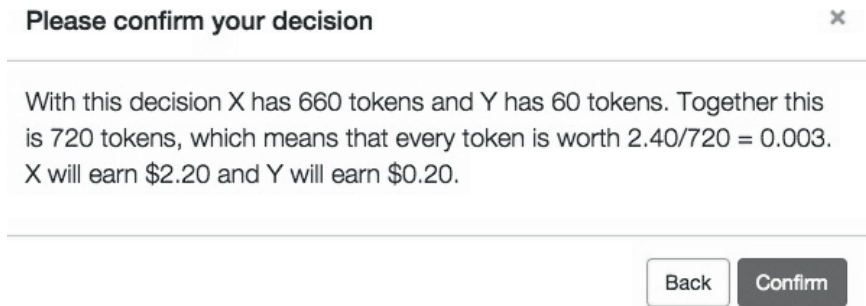 Please confirm your decision ×
With this decision X has 660 tokens and Y has 60 tokens. Together this
is 720 tokens, which means that every token is worth 2.40/720 = 0.003.
X will earn $2.20 and Y will earn $0.20.
Back Confirm